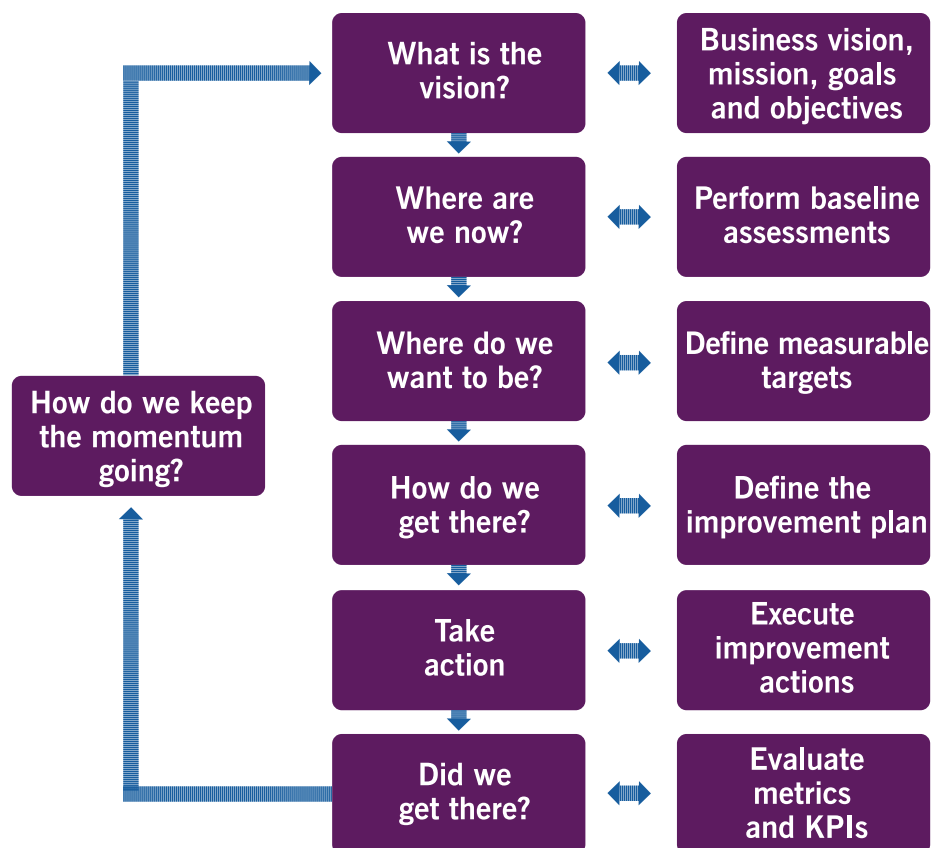 What is the
vision?
Business vision,
mission, goals
and objectives
Where are
we now?
Perform baseline
assessments
Where do we
want to be?
Define measurable
targets
How do we keep
the momentum
going?
How do we
get there?
Define the
improvement plan
Take
action
Execute
improvement
actions
Did we
get there?
Evaluate
metrics
and KPIs